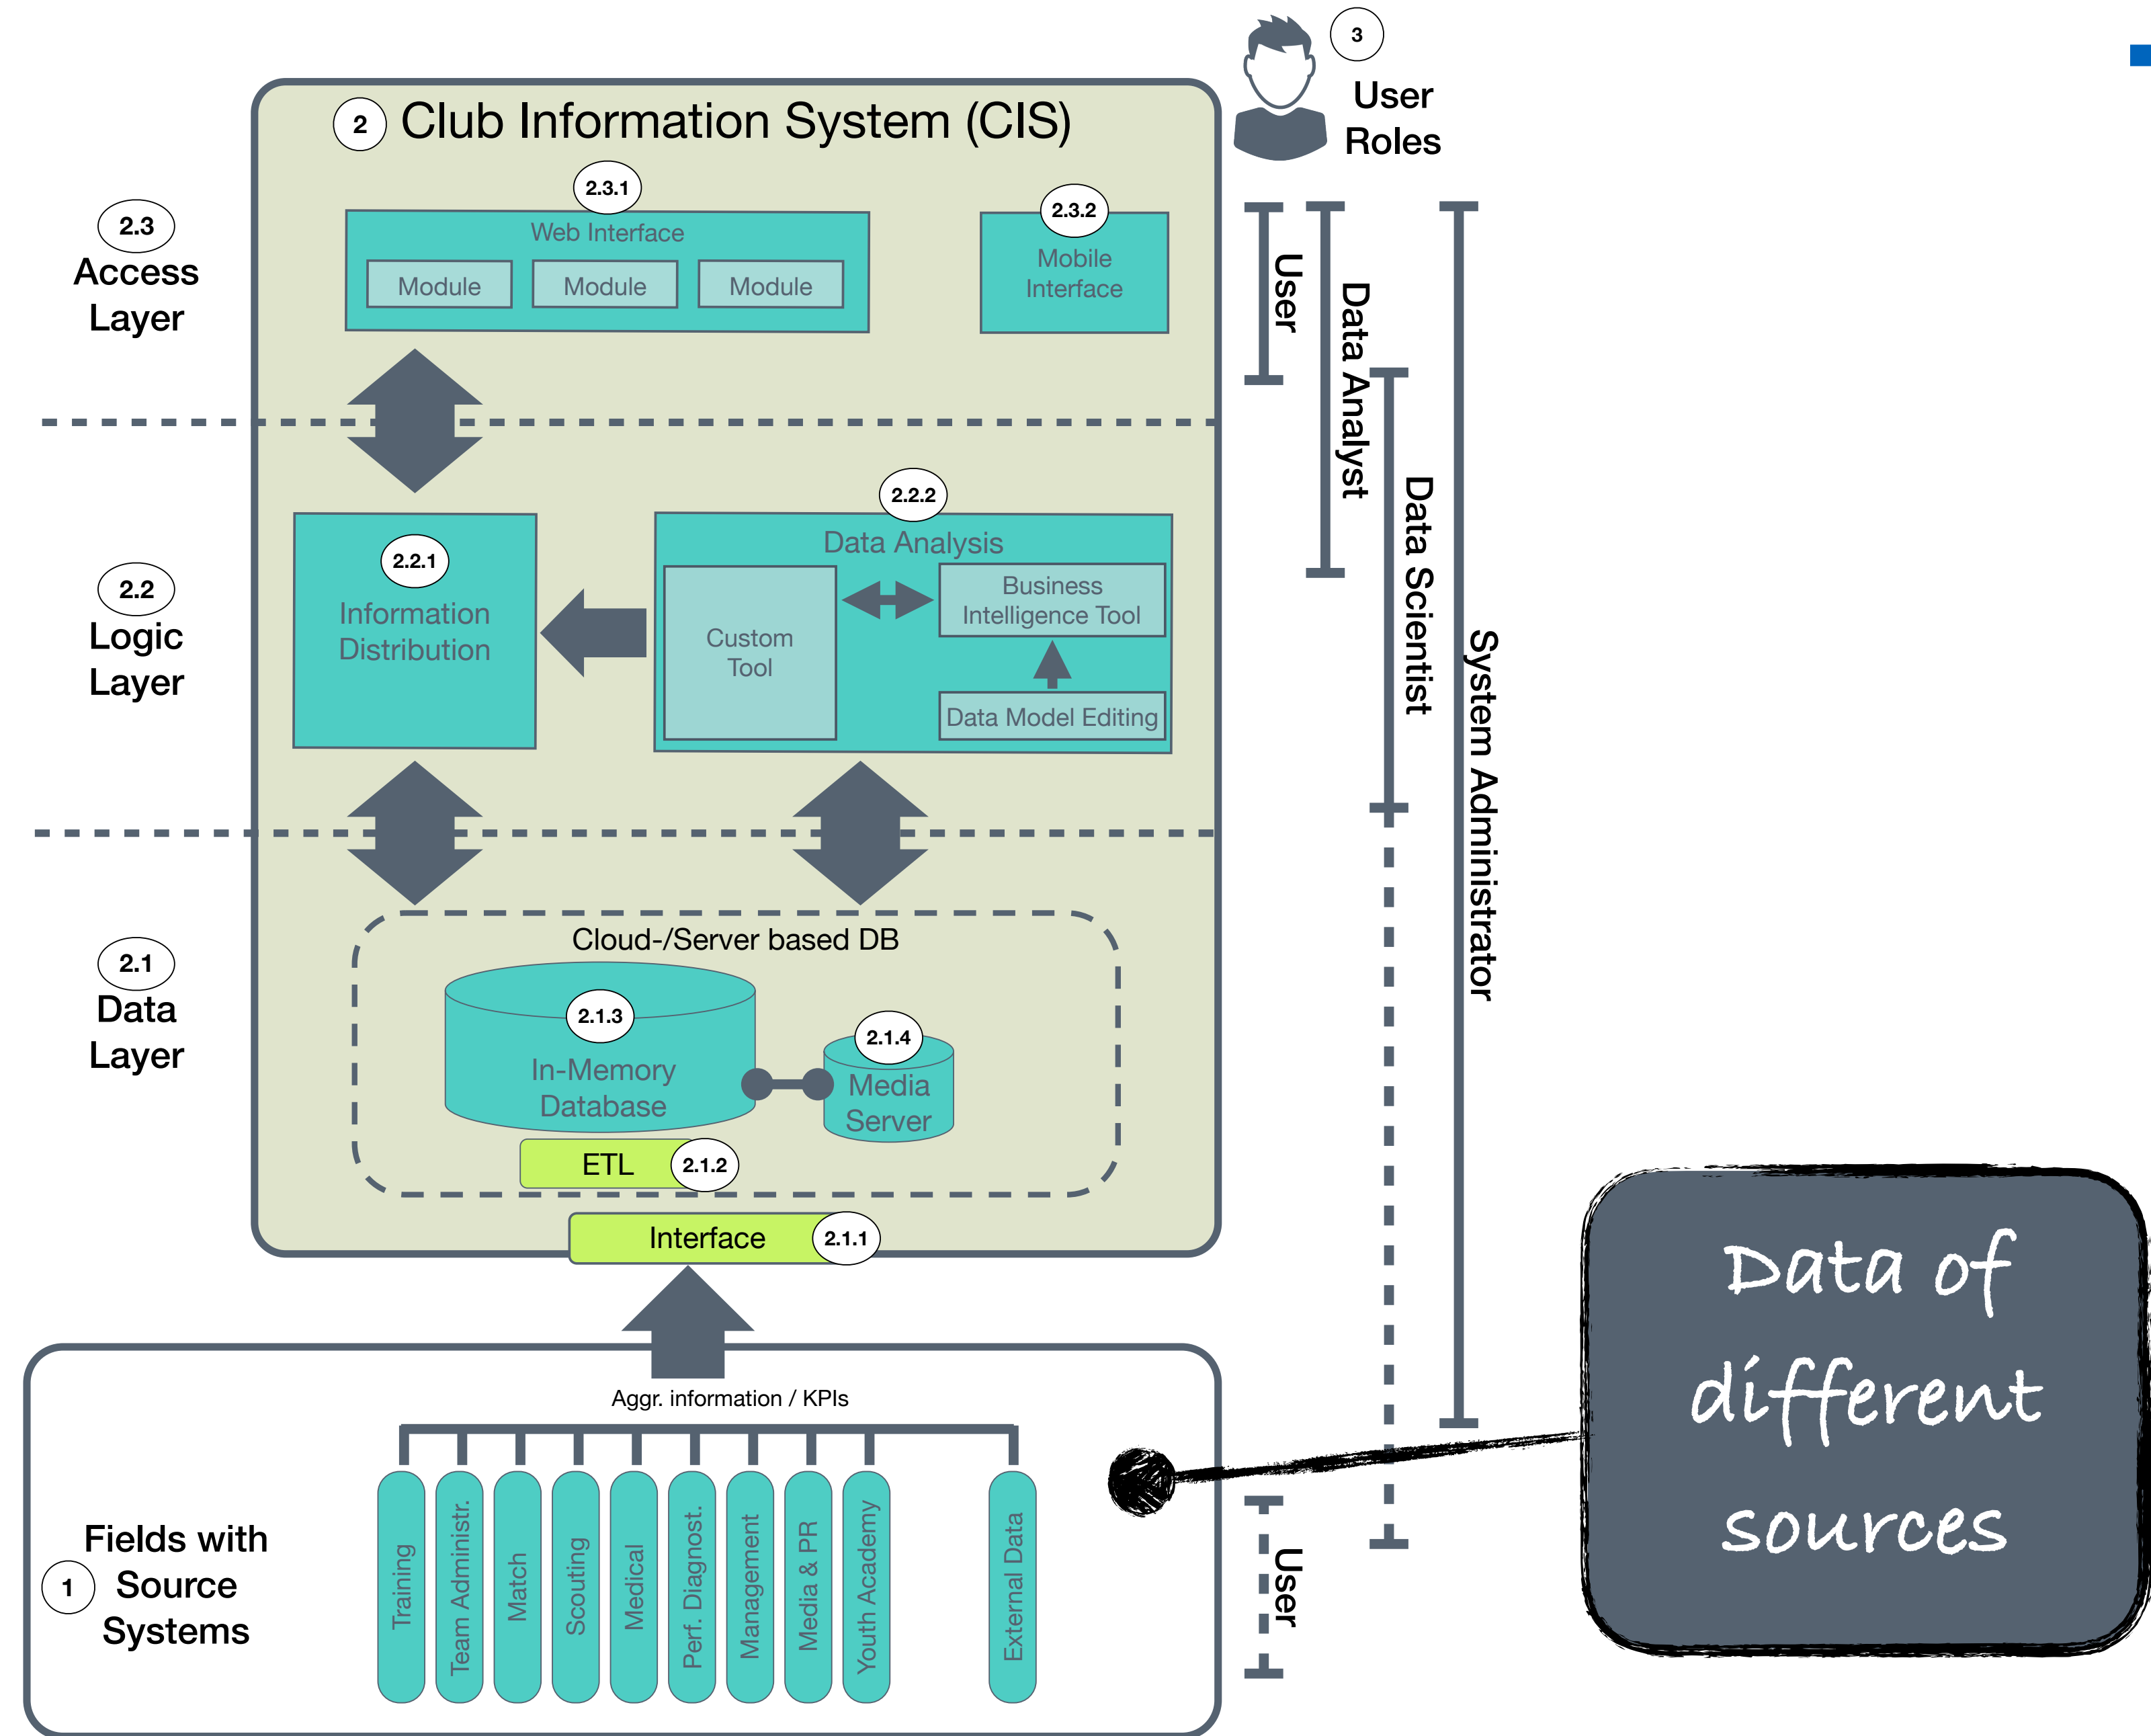 3
User
Roles
2
Club Information System (CIS)
2.3
Access
Layer
2.3.1
Web Interface
Module
Module
Module
2.3.2
Mobile
Interface
2.2
Logic
Layer
2.2.1
Information
Distribution
2.2.2
Data Analysis
Custom
Tool
Business
Intelligence Tool
Data Model Editing
2.1
Data
Layer
Cloud-/Server based DB
2.1.3
In-Memory
Database
2.1.4
Media
Server
ETL
2.1.2
Interface
2.1.1
User
Data Analyst
Data Scientist
System Administrator
User
Aggr. information / KPIs
1
Fields with
Source
Systems
Training
Team Administr.
Match
Scouting
Medical
Perf. Diagnost.
Management
Media & PR
Youth Academy
External Data
Data of
different
sources